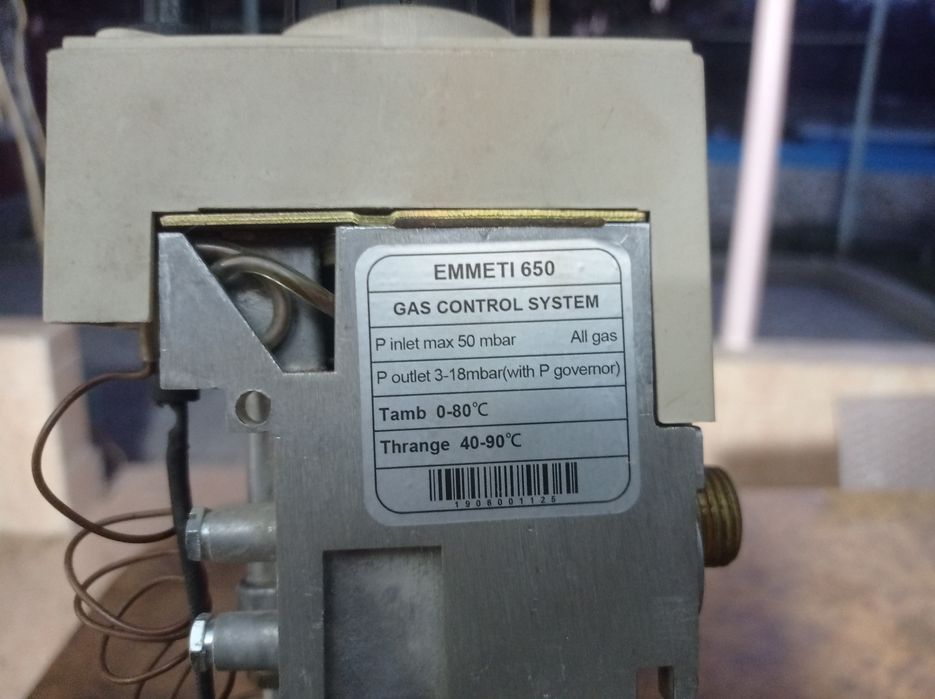 EMMETI 650
GAS CONTROL SYSTEM
P inlet max 50 mbar All gas
P outlet 3-18mbar(with P governor)
Tamb 0-80℃
Thrange 40-90℃
1906001125